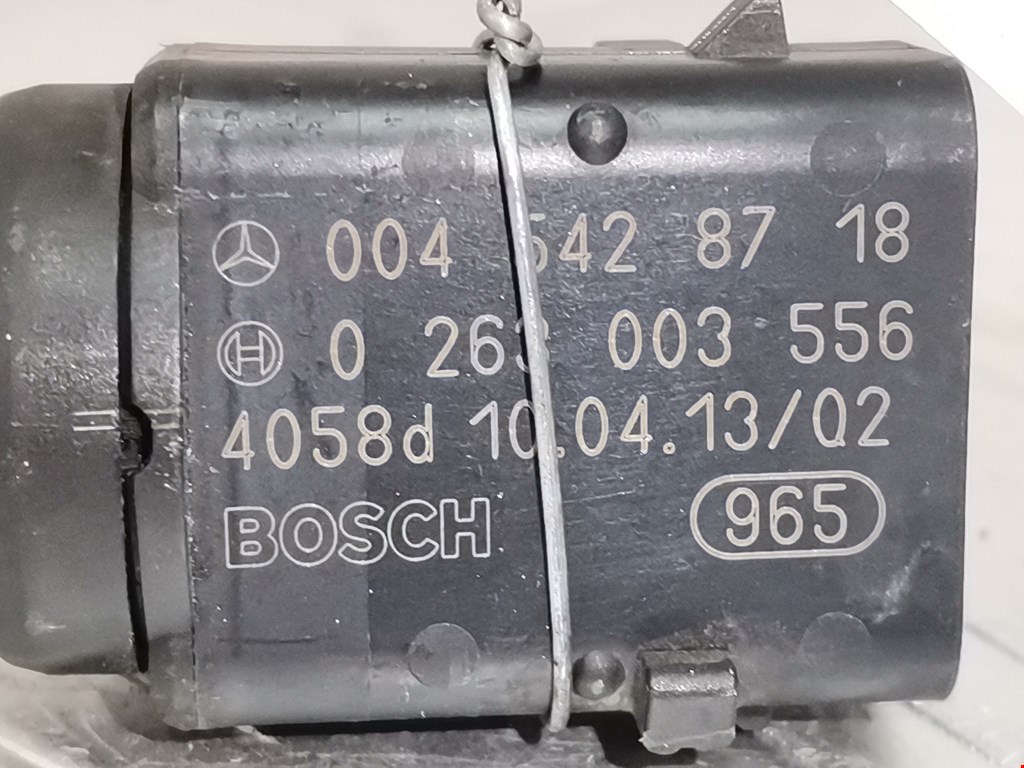 004 542 87 18
0 263 003 556
4058d 10.04.13/02
BOSCH 965